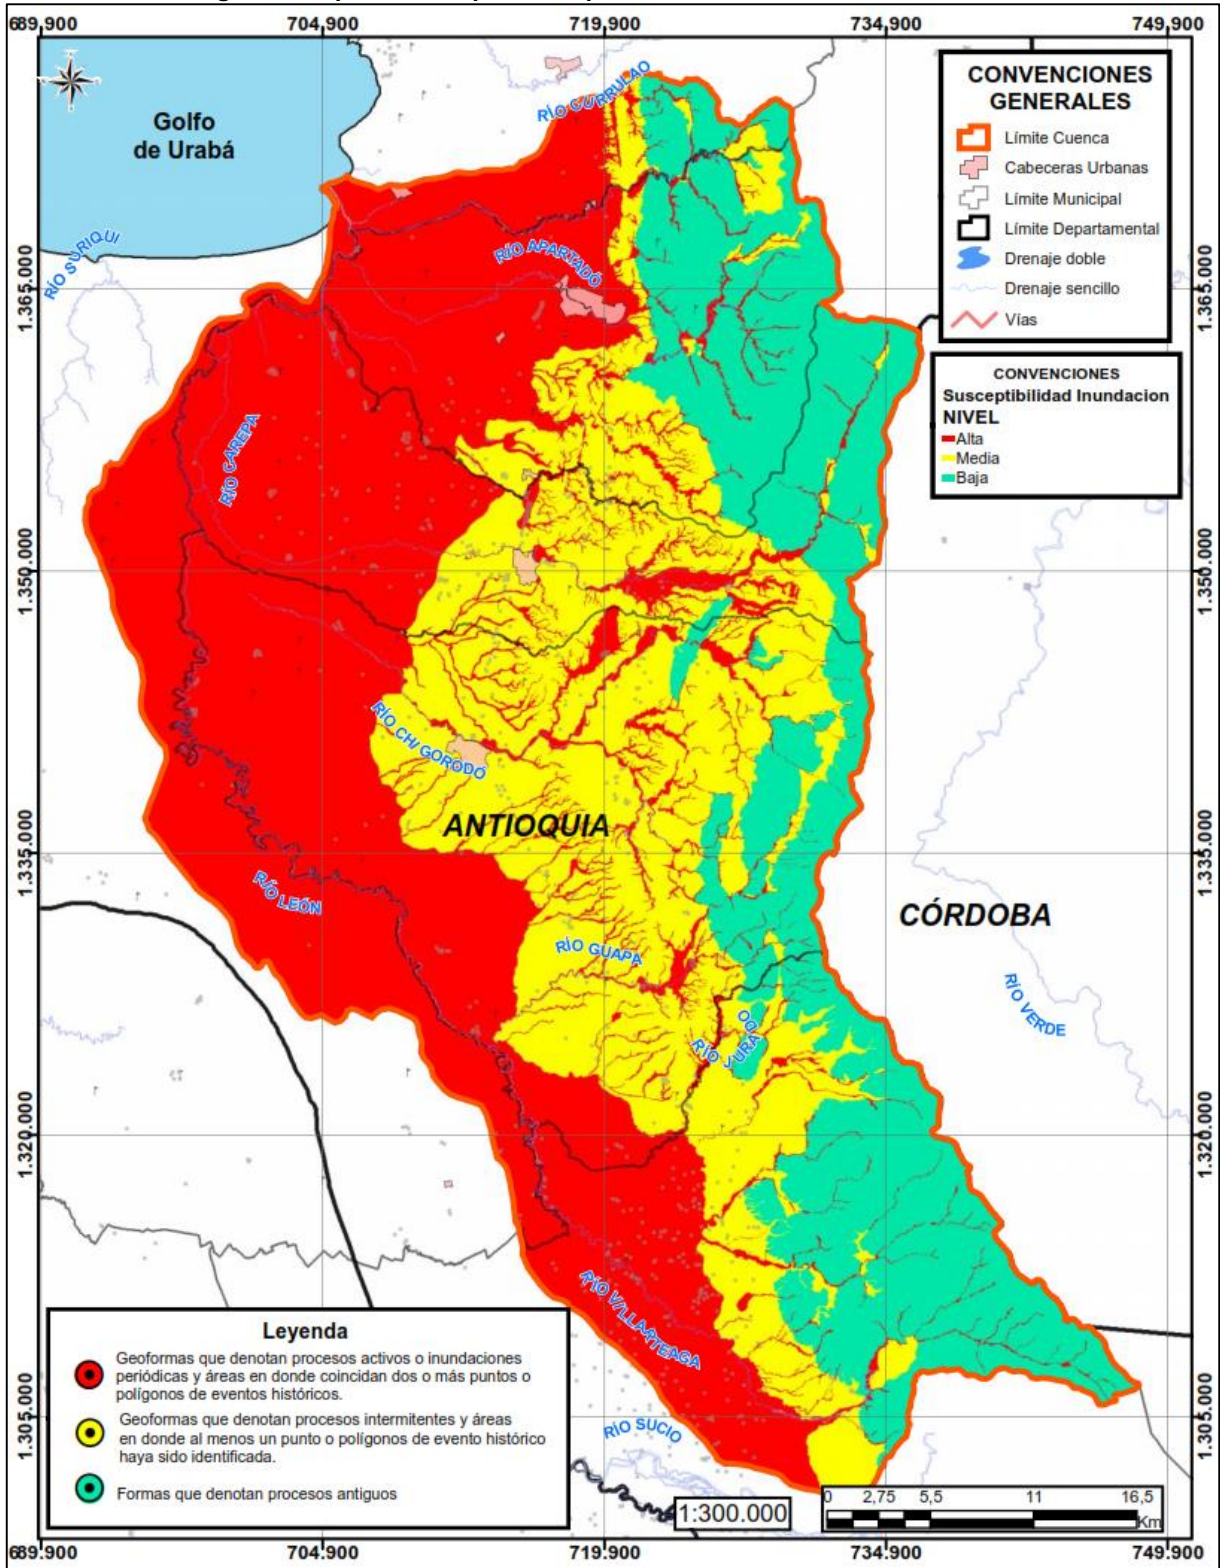 689,900 704,900 719,900 734,900 749,900
Golfo
de Urabá
RÍO CURRULAO
CONVENCIONES
GENERALES
Límite Cuenca
Cabeceras Urbanas
Límite Municipal
Límite Departamental
Drenaje doble
Drenaje sencillo
Vías
RÍO SURIQUI
RÍO APARTADÓ
1.365.000 1.365.000
CONVENCIONES
Susceptibilidad Inundacion
NIVEL
Alta
Media
Baja
RÍO CAREPA
1.350.000 1.350.000
RÍO CHIGORODÓ
ANTIOQUIA
1.335.000 1.335.000
RÍO LEÓN
CÓRDOBA
RÍO GUAPA
RÍO VERDE
RÍO JURADO
1.320.000 1.320.000
RÍO VILLARTEAGA
Leyenda
Geoformas que denotan procesos activos o inundaciones
periódicas y áreas en donde coincidan dos o más puntos o
polígonos de eventos históricos.
Geoformas que denotan procesos intermitentes y áreas
en donde al menos un punto o polígonos de evento histórico
haya sido identificada.
Formas que denotan procesos antiguos
1.305.000 1.305.000
RÍO SUCIO
1:300.000
0 2,75 5,5 11 16,5
Km
689,900 704,900 719,900 734,900 749,900